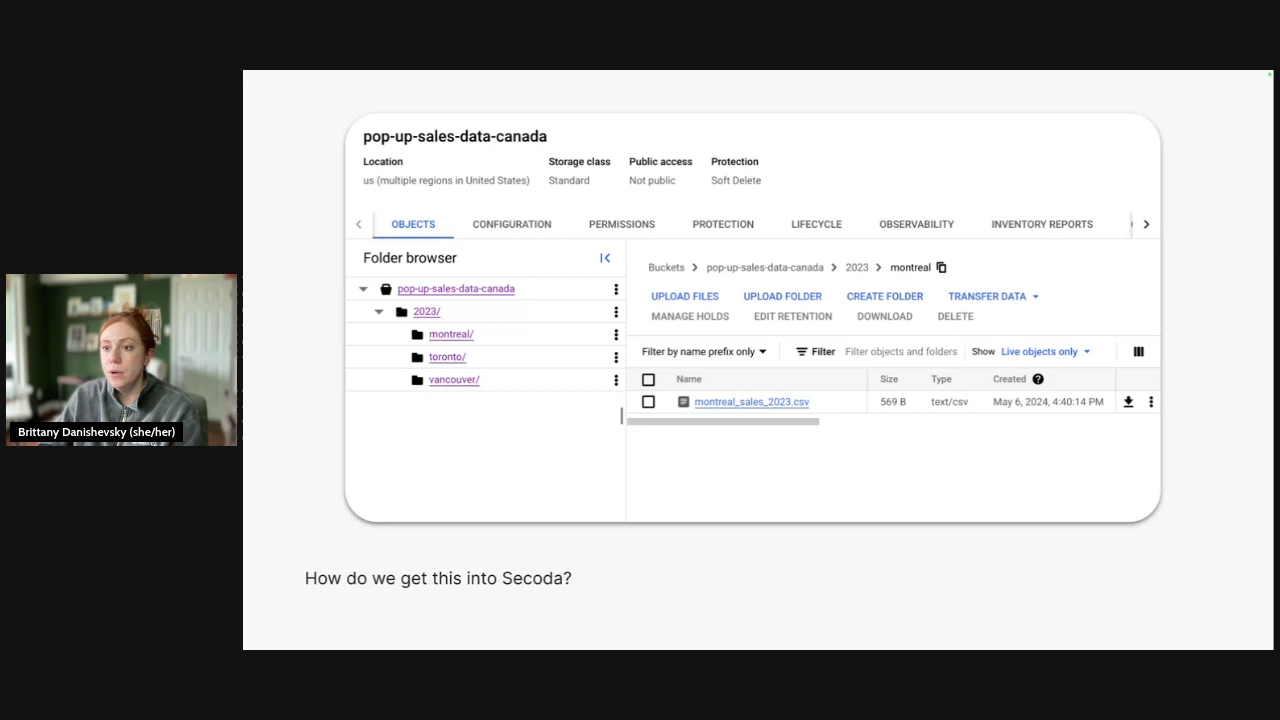 pop-up-sales-data-canada
Location Storage class Public access Protection
us (multiple regions in United States) Standard Not public Soft Delete
OBJECTS CONFIGURATION PERMISSIONS PROTECTION LIFECYCLE OBSERVABILITY INVENTORY REPORTS
Folder browser
pop-up-sales-data-canada
2023/
montreal/
toronto/
vancouver/
Buckets > pop-up-sales-data-canada > 2023 > montreal
UPLOAD FILES UPLOAD FOLDER CREATE FOLDER TRANSFER DATA
MANAGE HOLDS EDIT RETENTION DOWNLOAD DELETE
Filter by name prefix only Filter Filter objects and folders Show Live objects only
Name Size Type Created
montreal_sales_2023.csv 569 B text/csv May 6, 2024, 4:40:14 PM
Brittany Danishevsky (she/her)
How do we get this into Secoda?